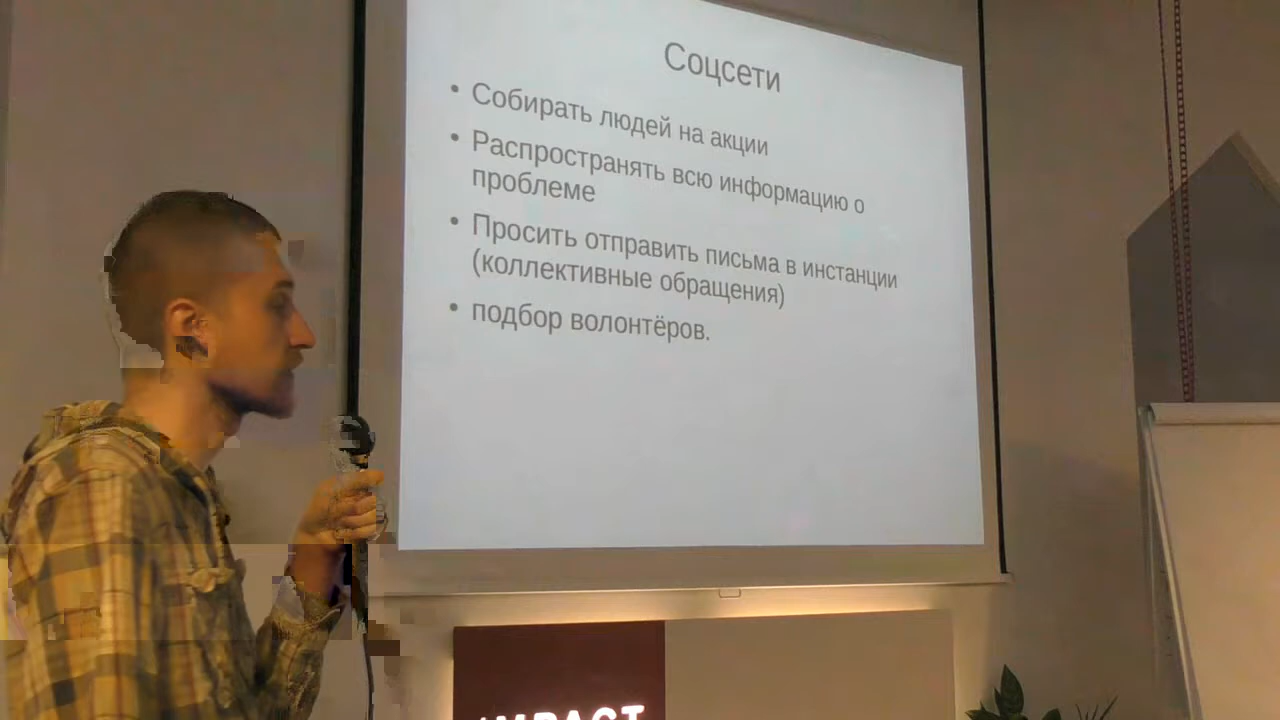 Соцсети
• Собирать людей на акции
• Распространять всю информацию о
проблеме
• Просить отправить письма в инстанции
(коллективные обращения)
• подбор волонтёров.
IMPACT